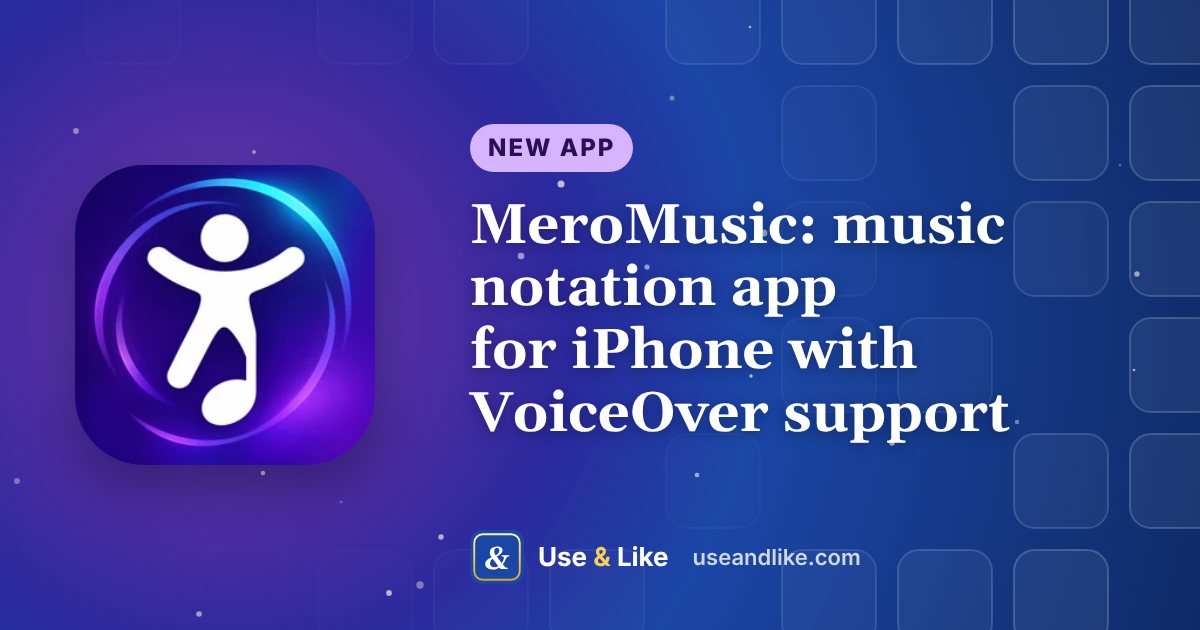 NEW APP
MeroMusic: music
notation app
for iPhone with
VoiceOver support
& Use & Like useandlike.com